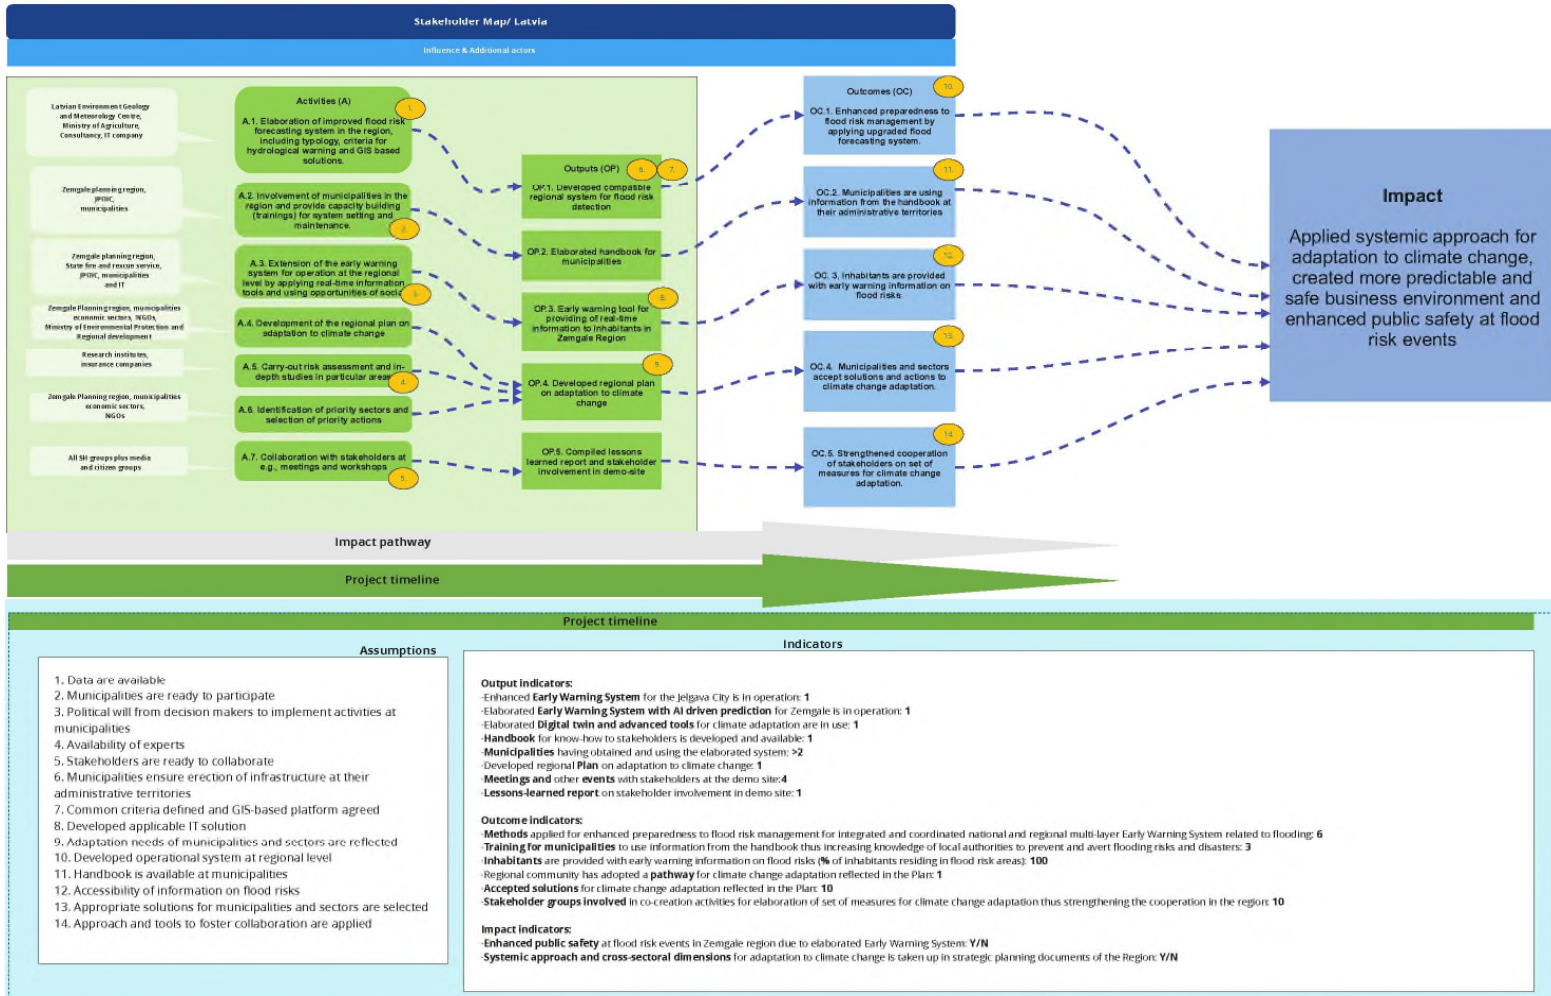 Stakeholder Map/ Latvia
Influence & Additional actors
Latvian Environment Geology
and Meteorology Centre,
Ministry of Agriculture,
Consultancy, IT company
Zemgale planning region,
JPOIC,
municipalities
Zemgale planning region,
State fire and rescue service,
JPOIC, municipalities
and IT
Zemgale Planning region, municipalities
economic sectors, NGOs,
Ministry of Environmental Protection and
Regional development
Research institutes,
insurance companies
Zemgale Planning region, municipalities
economic sectors,
NGOs
All SH groups plus media
and citizen groups
Activities (A)
1.
A.1. Elaboration of improved flood risk
forecasting system in the region,
including typology, criteria for
hydrological warning and GIS based
solutions.
A.2. Involvement of municipalities in the
region and provide capacity building
(trainings) for system setting and
maintenance.
2.
A.3. Extension of the early warning
system for operation at the regional
level by applying real-time information
tools and using opportunities of social
3.
A.4. Development of the regional plan on
adaptation to climate change
A.5. Carry-out risk assessment and in-
depth studies in particular areas
4.
A.6. Identification of priority sectors and
selection of priority actions
A.7. Collaboration with stakeholders at
e.g., meetings and workshops
5.
Outputs (OP)
6.
7.
OP.1. Developed compatible
regional system for flood risk
detection
OP.2. Elaborated handbook for
municipalities
8.
OP.3. Early warning tool for
providing of real-time
information to Inhabitants in
Zemgale Region
9.
OP.4. Developed regional plan
on adaptation to climate
change
OP.5. Compiled lessons
learned report and stakeholder
involvement in demo-site
Outcomes (OC)
10.
OC.1. Enhanced preparedness to
flood risk management by
applying upgraded flood
forecasting system.
11.
OC.2. Municipalities are using
information from the handbook at
their administrative territories
12.
OC. 3. Inhabitants are provided
with early warning information on
flood risks.
13.
OC.4. Municipalities and sectors
accept solutions and actions to
climate change adaptation.
14.
OC.5. Strengthened cooperation
of stakeholders on set of
measures for climate change
adaptation.
Impact
Applied systemic approach for
adaptation to climate change,
created more predictable and
safe business environment and
enhanced public safety at flood
risk events
Impact pathway
Project timeline
Project timeline
Assumptions
1. Data are available
2. Municipalities are ready to participate
3. Political will from decision makers to implement activities at
municipalities
4. Availability of experts
5. Stakeholders are ready to collaborate
6. Municipalities ensure erection of infrastructure at their
administrative territories
7. Common criteria defined and GIS-based platform agreed
8. Developed applicable IT solution
9. Adaptation needs of municipalities and sectors are reflected
10. Developed operational system at regional level
11. Handbook is available at municipalities
12. Accessibility of information on flood risks
13. Appropriate solutions for municipalities and sectors are selected
14. Approach and tools to foster collaboration are applied
Indicators
Output indicators:
·Enhanced Early Warning System for the Jelgava City is in operation: 1
·Elaborated Early Warning System with AI driven prediction for Zemgale is in operation: 1
·Elaborated Digital twin and advanced tools for climate adaptation are in use: 1
·Handbook for know-how to stakeholders is developed and available: 1
·Municipalities having obtained and using the elaborated system: >2
·Developed regional Plan on adaptation to climate change: 1
·Meetings and other events with stakeholders at the demo site:4
·Lessons-learned report on stakeholder involvement in demo site: 1
Outcome indicators:
·Methods applied for enhanced preparedness to flood risk management for integrated and coordinated national and regional multi-layer Early Warning System related to flooding: 6
·Training for municipalities to use information from the handbook thus increasing knowledge of local authorities to prevent and avert flooding risks and disasters: 3
·Inhabitants are provided with early warning information on flood risks (% of inhabitants residing in flood risk areas): 100
·Regional community has adopted a pathway for climate change adaptation reflected in the Plan: 1
·Accepted solutions for climate change adaptation reflected in the Plan: 10
·Stakeholder groups involved in co-creation activities for elaboration of set of measures for climate change adaptation thus strengthening the cooperation in the region: 10
Impact indicators:
·Enhanced public safety at flood risk events in Zemgale region due to elaborated Early Warning System: Y/N
·Systemic approach and cross-sectoral dimensions for adaptation to climate change is taken up in strategic planning documents of the Region: Y/N